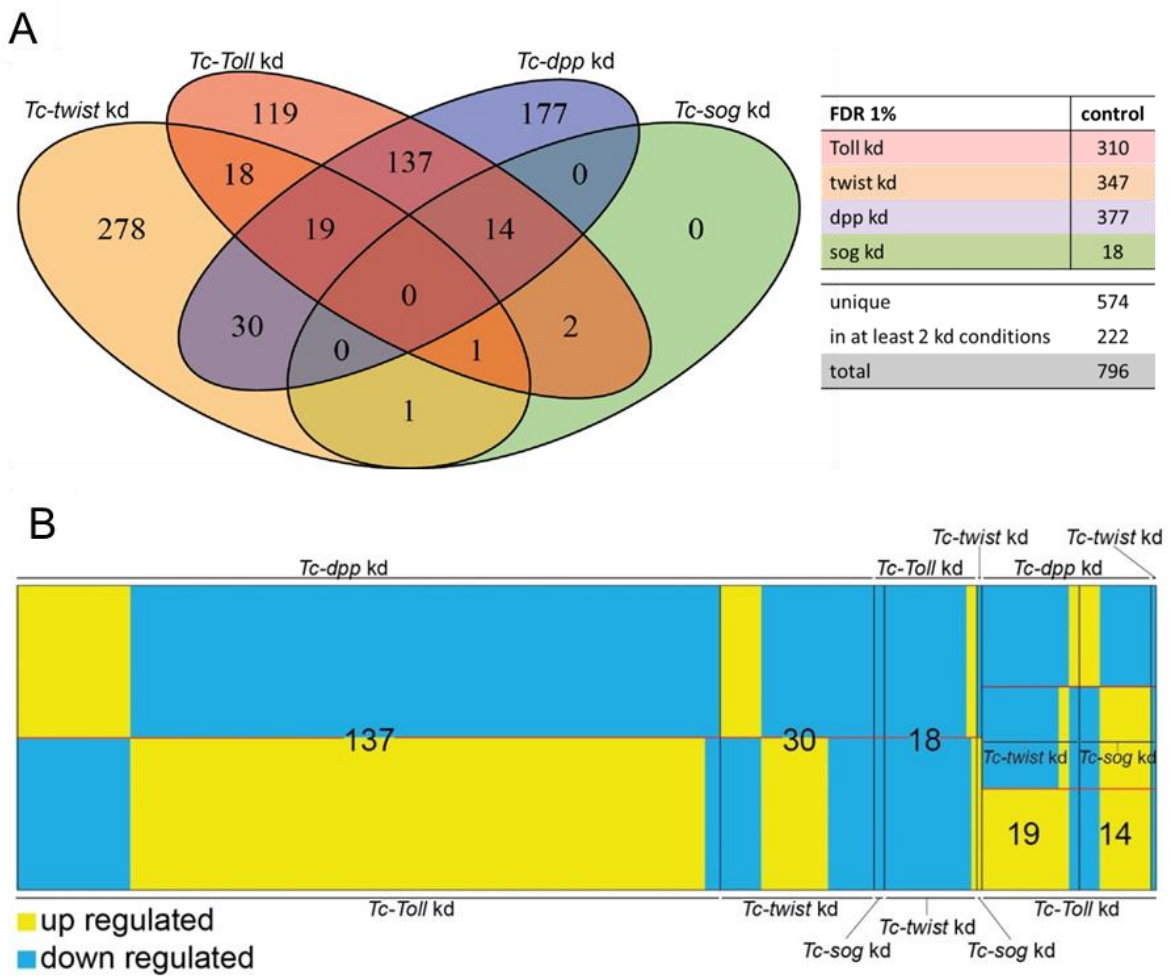 A
Tc-Toll kd
Tc-dpp kd
Tc-twist kd
Tc-sog kd
119
177
137
18
0
278
19
14
0
0
30
0
1
2
1
FDR 1% control
Toll kd 310
twist kd 347
dpp kd 377
sog kd 18
unique 574
in at least 2 kd conditions 222
total 796
B
Tc-twist kd Tc-twist kd
Tc-dpp kd Tc-Toll kd Tc-dpp kd
137 30 18
Tc-twist kd Tc-sog kd
19 14
Tc-Toll kd Tc-twist kd Tc-Toll kd
Tc-twist kd
Tc-sog kd Tc-sog kd
up regulated
down regulated